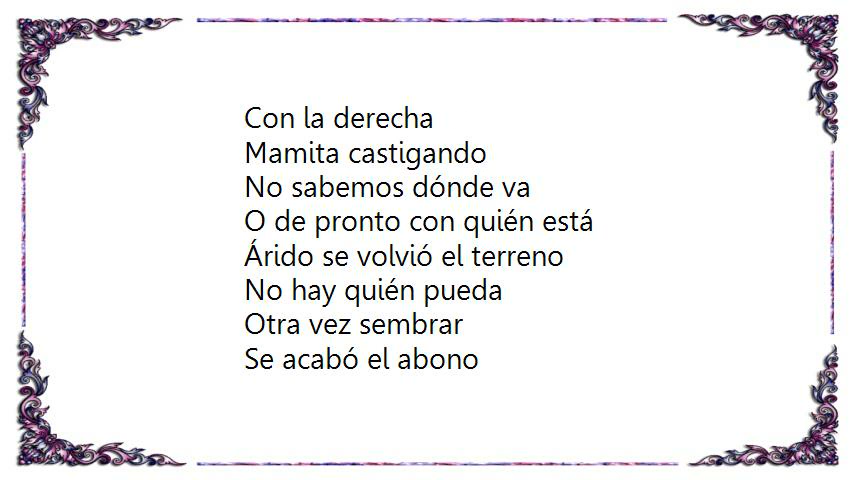 Con la derecha
Mamita castigando
No sabemos dónde va
O de pronto con quién está
Árido se volvió el terreno
No hay quién pueda
Otra vez sembrar
Se acabó el abono